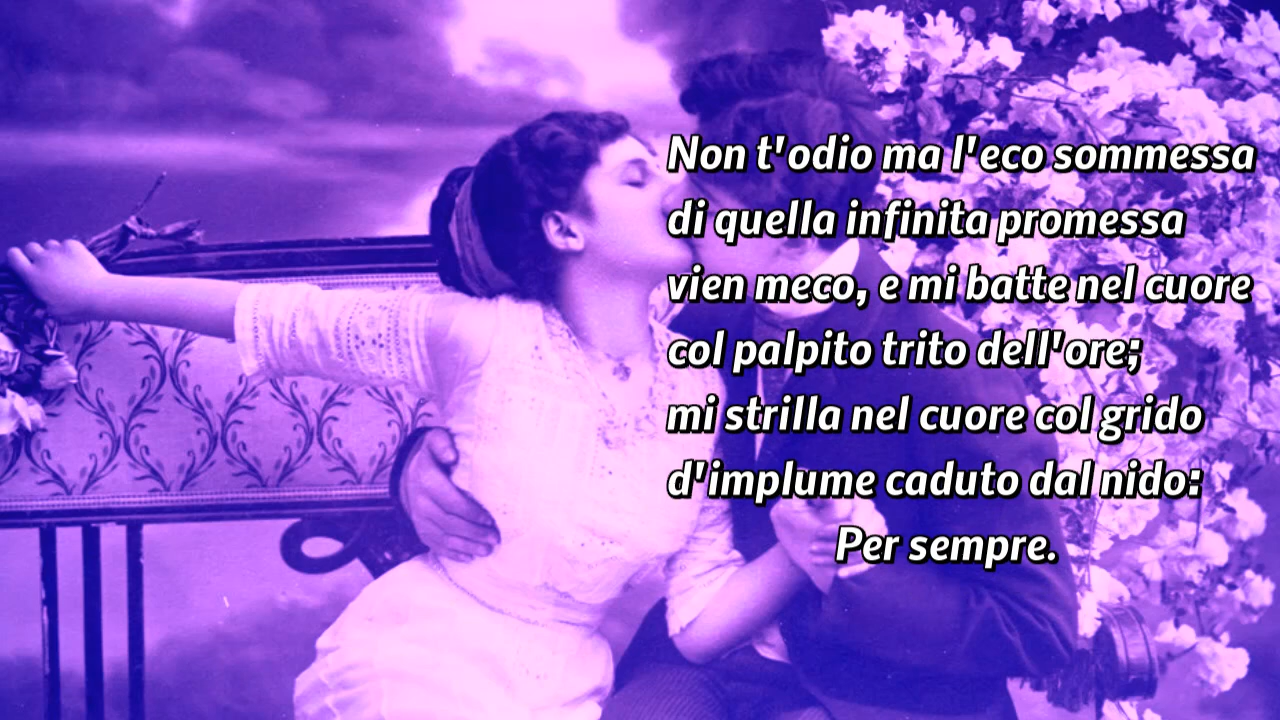 Non t'odio ma l'eco sommessa
di quella infinita promessa
vien meco, e mi batte nel cuore
col palpito trito dell'ore;
mi strilla nel cuore col grido
d'implume caduto dal nido:
Per sempre.